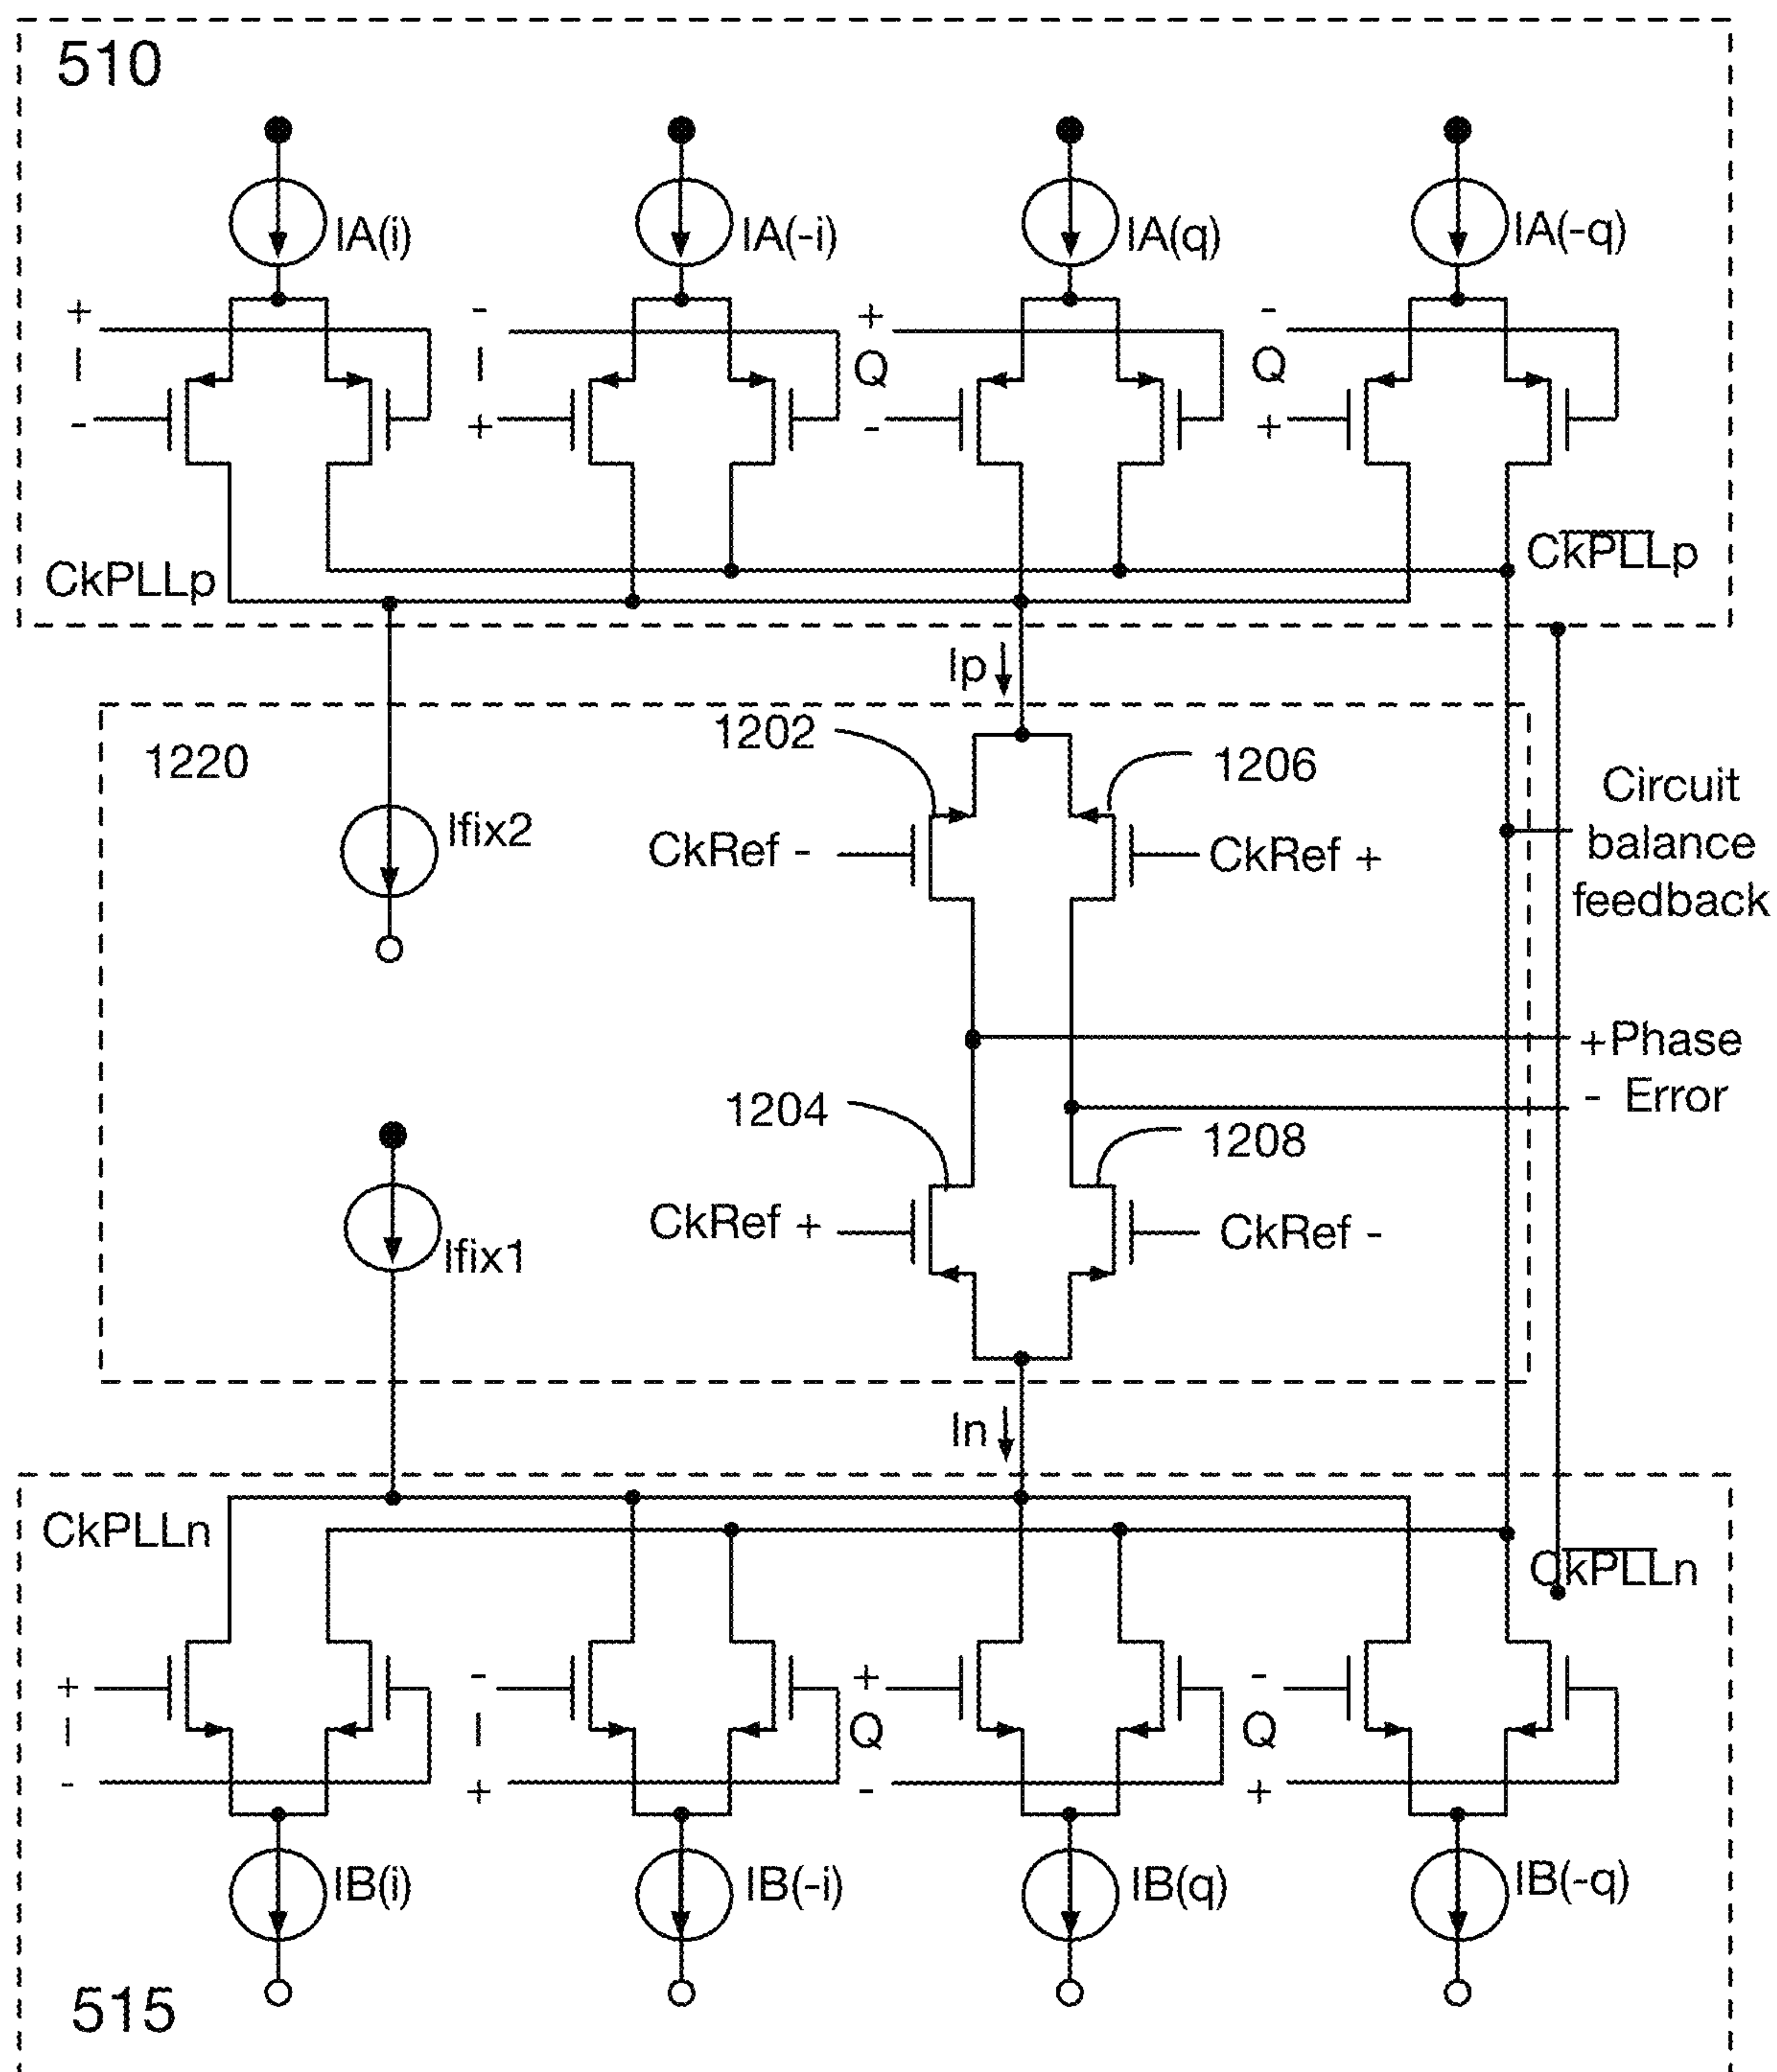 510
IA(i) IA(-i) IA(q) IA(-q)
+ - + -
I I Q Q
- + - +
CkPLLp CkPLLp
Ip
1220 1202 1206
Ifix2 CkRef - CkRef +
Circuit
balance
feedback
+Phase
- Error
1204 1208
Ifix1 CkRef + CkRef -
In
CkPLLn CkPLLn
+ - + -
I I Q Q
- + - +
IB(i) IB(-i) IB(q) IB(-q)
515